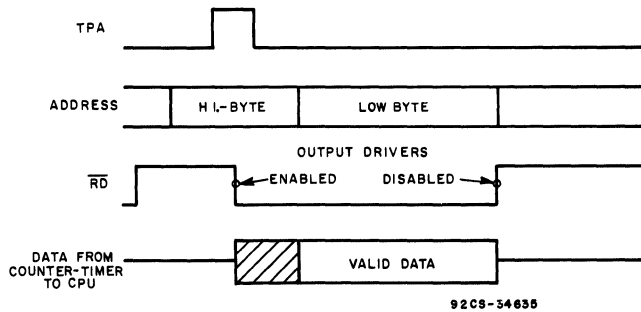 TPA
ADDRESS
HI.-BYTE
LOW BYTE
OUTPUT DRIVERS
RD
ENABLED
DISABLED
DATA FROM
COUNTER-TIMER
TO CPU
VALID DATA
92CS-34635